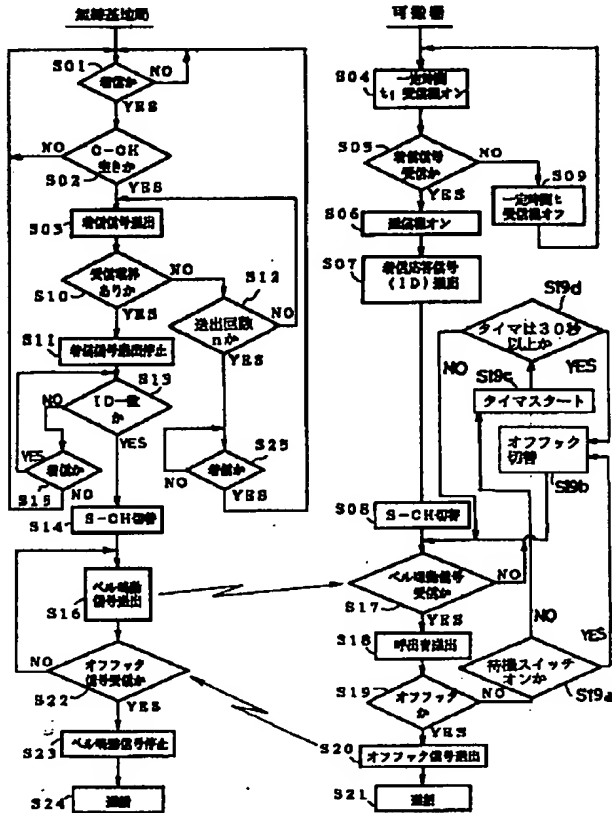 無線基地局
S01
着信か
NO
YES
NO
C-CH
空きか
S02
YES
S03
着信信号送出
受信電界
ありか
NO
S10
YES
S12
送出回数
nか
NO
YES
S11
着信信号送出停止
S13
NO
ID一致
か
YES
YES
着信か
S15
NO
S25
着信か
NO
YES
S14
S-CH切替
ベル鳴動
信号送出
S16
NO
オフフック
信号受信か
S22
YES
S23
ベル鳴動信号停止
S24
通話
可搬機
S04
一定時間
t1 受信機オン
S05
着信信号
受信か
NO
YES
S09
一定時間t
受信機オフ
S06
送信機オン
S07
着信応答信号
(ID)送出
S19d
タイマは30秒
以上か
NO
YES
S19c
タイマスタート
オフフック
切替
S19b
S08
S-CH切替
ベル鳴動信号
受信か
NO
S17
YES
S18
呼出音送出
NO
YES
S19
オフフック
か
NO
待機スイッチ
オンか
S19a
YES
S20
オフフック信号送出
S21
通話